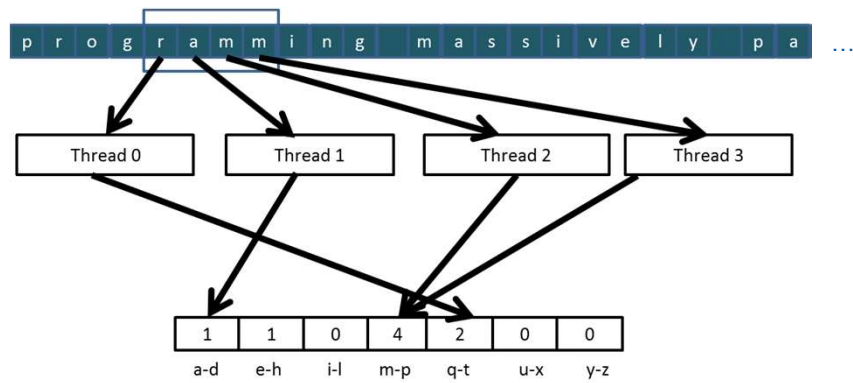 p r o g r a m m i n g m a s s i v e l y p a ...
Thread 0 Thread 1 Thread 2 Thread 3
1 1 0 4 2 0 0
a-d e-h i-l m-p q-t u-x y-z